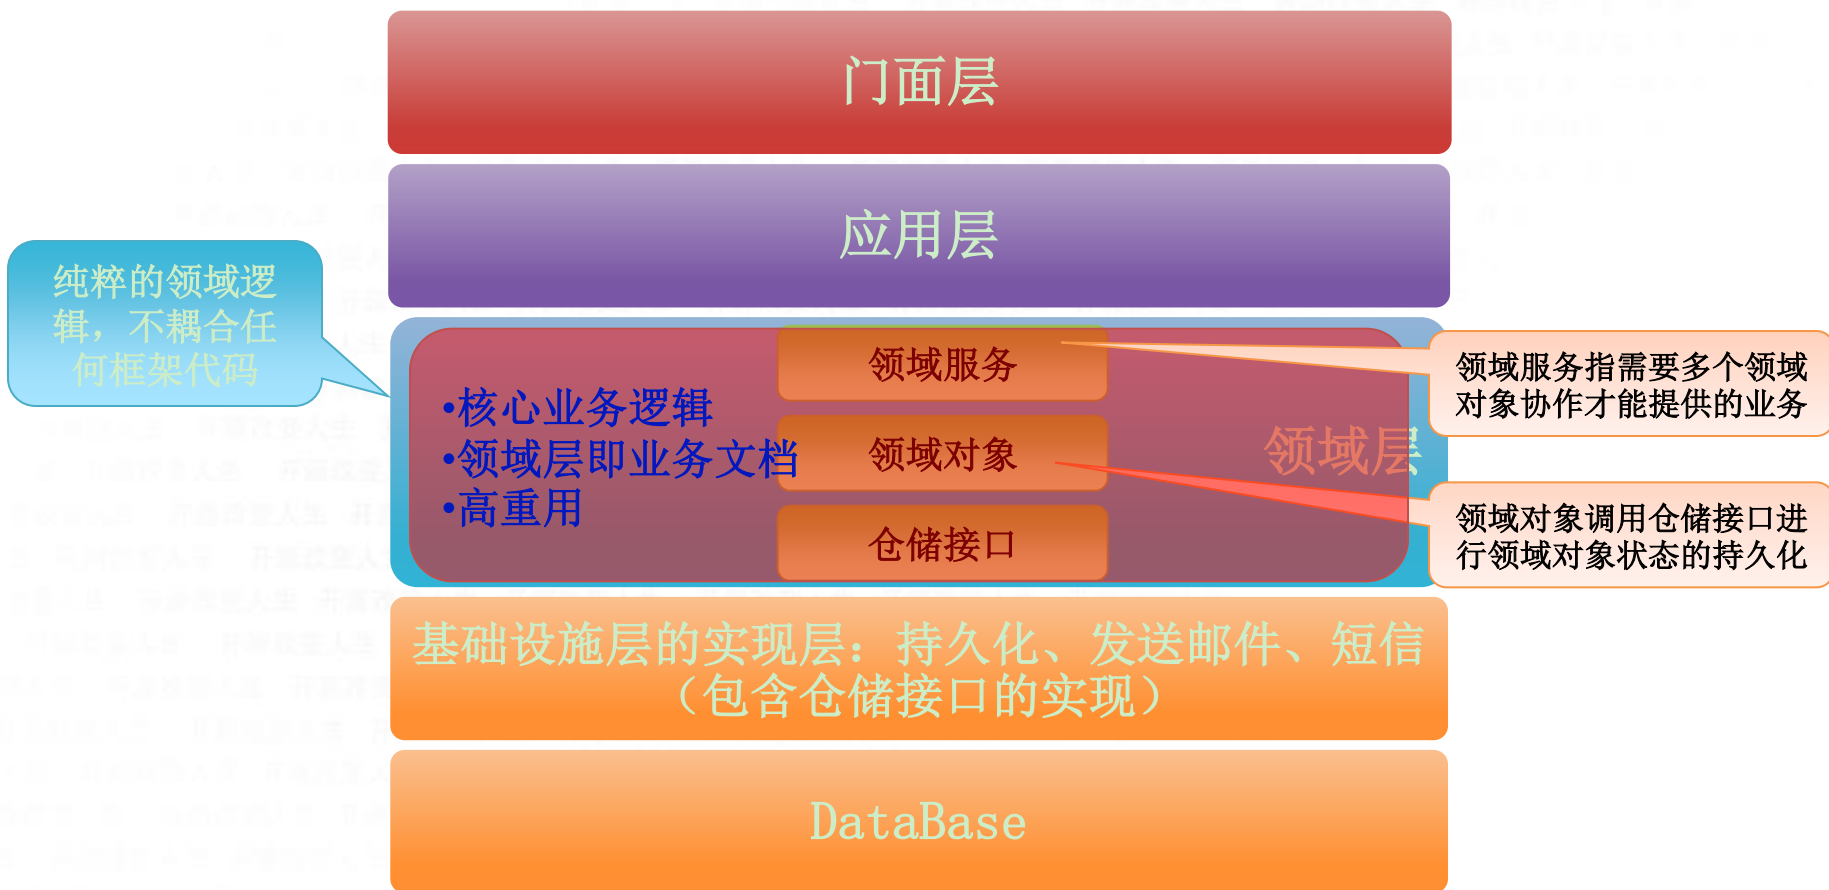 门面层
应用层
纯粹的领域逻
辑，不耦合任
何框架代码
•核心业务逻辑
•领域层即业务文档
•高重用
领域服务
领域对象
仓储接口
领域层
领域服务指需要多个领域
对象协作才能提供的业务
领域对象调用仓储接口进
行领域对象状态的持久化
基础设施层的实现层：持久化、发送邮件、短信
（包含仓储接口的实现）
DataBase